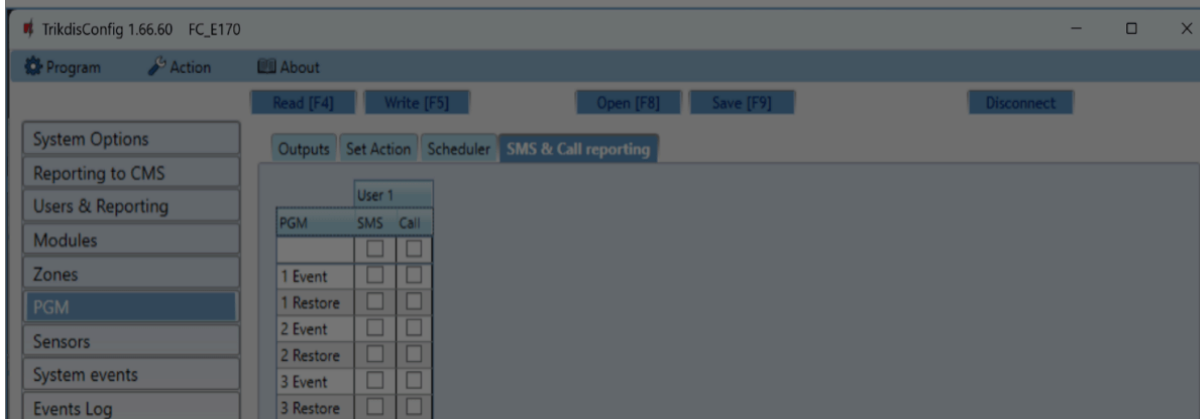 TrikdisConfig 1.66.60 FC_E170
Program Action About
Read [F4] Write [F5] Open [F8] Save [F9] Disconnect
System Options
Reporting to CMS
Users & Reporting
Modules
Zones
PGM
Sensors
System events
Events Log
Outputs Set Action Scheduler SMS & Call reporting
User 1
PGM SMS Call
1 Event
1 Restore
2 Event
2 Restore
3 Event
3 Restore